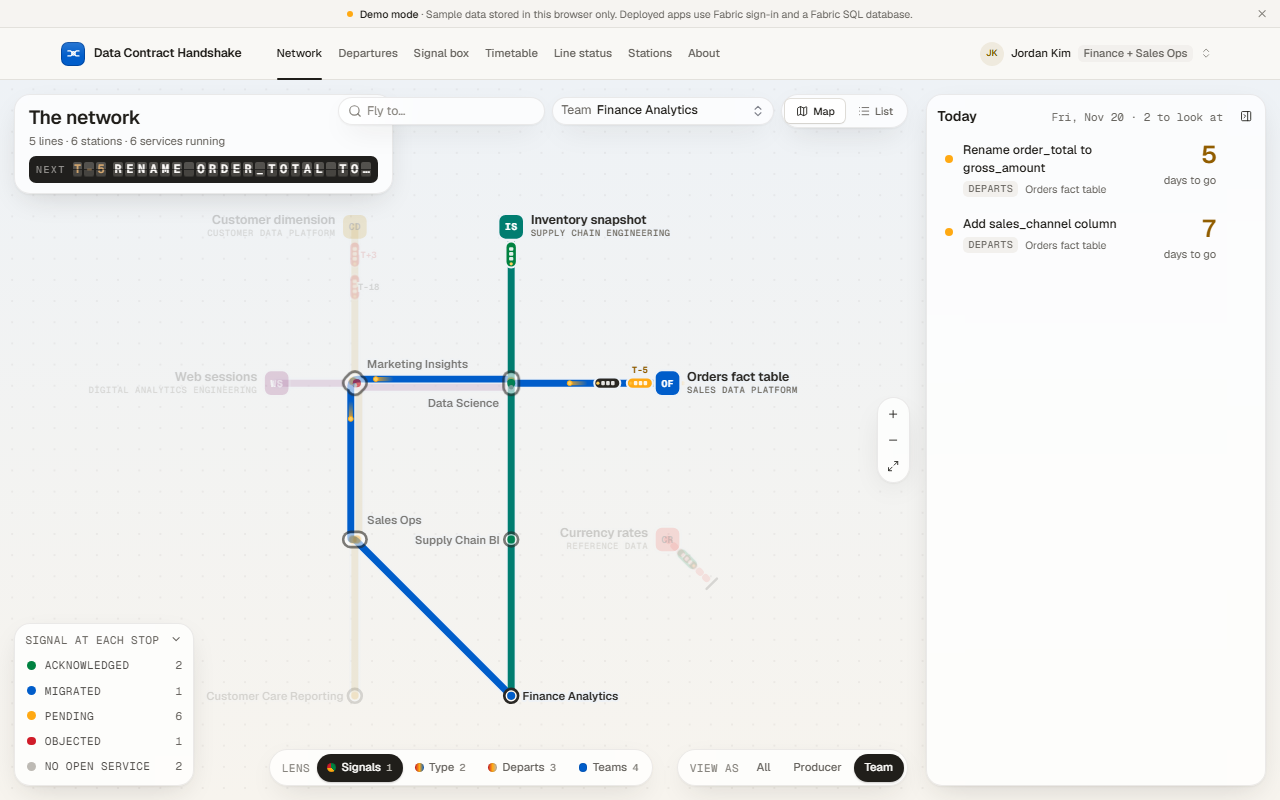 Demo mode · Sample data stored in this browser only. Deployed apps use Fabric sign-in and a Fabric SQL database.
Data Contract Handshake
Network
Departures
Signal box
Timetable
Line status
Stations
About
JK
Jordan Kim
Finance + Sales Ops
The network
5 lines · 6 stations · 6 services running
NEXT T-5 RENAME ORDER_TOTAL TO…
Fly to...
Team Finance Analytics
Map
List
Customer dimension
CUSTOMER DATA PLATFORM
CD
T+3
T-18
IS
Inventory snapshot
SUPPLY CHAIN ENGINEERING
Marketing Insights
Web sessions
DIGITAL ANALYTICS ENGINEERING
WS
Data Science
T-5
OF
Orders fact table
SALES DATA PLATFORM
Sales Ops
Supply Chain BI
Currency rates
REFERENCE DATA
CR
Customer Care Reporting
Finance Analytics
SIGNAL AT EACH STOP
ACKNOWLEDGED 2
MIGRATED 1
PENDING 6
OBJECTED 1
NO OPEN SERVICE 2
LENS
Signals 1
Type 2
Departs 3
Teams 4
VIEW AS
All
Producer
Team
Today
Fri, Nov 20 · 2 to look at
Rename order_total to
gross_amount
DEPARTS Orders fact table
5
days to go
Add sales_channel column
DEPARTS Orders fact table
7
days to go